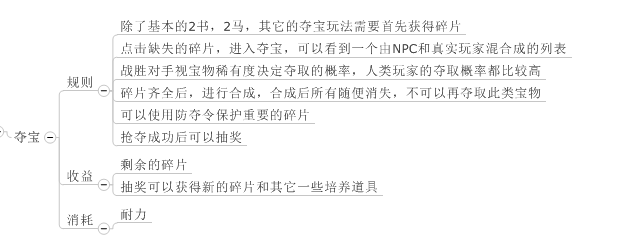 除了基本的2书，2马，其它的夺宝玩法需要首先获得碎片
点击缺失的碎片，进入夺宝，可以看到一个由NPC和真实玩家混合成的列表
规则
战胜对手视宝物稀有度决定夺取的概率，人类玩家的夺取概率都比较高
碎片齐全后，进行合成，合成后所有随便消失，不可以再夺取此类宝物
可以使用防夺令保护重要的碎片
夺宝
抢夺成功后可以抽奖
剩余的碎片
收益
抽奖可以获得新的碎片和其它一些培养道具
消耗
耐力